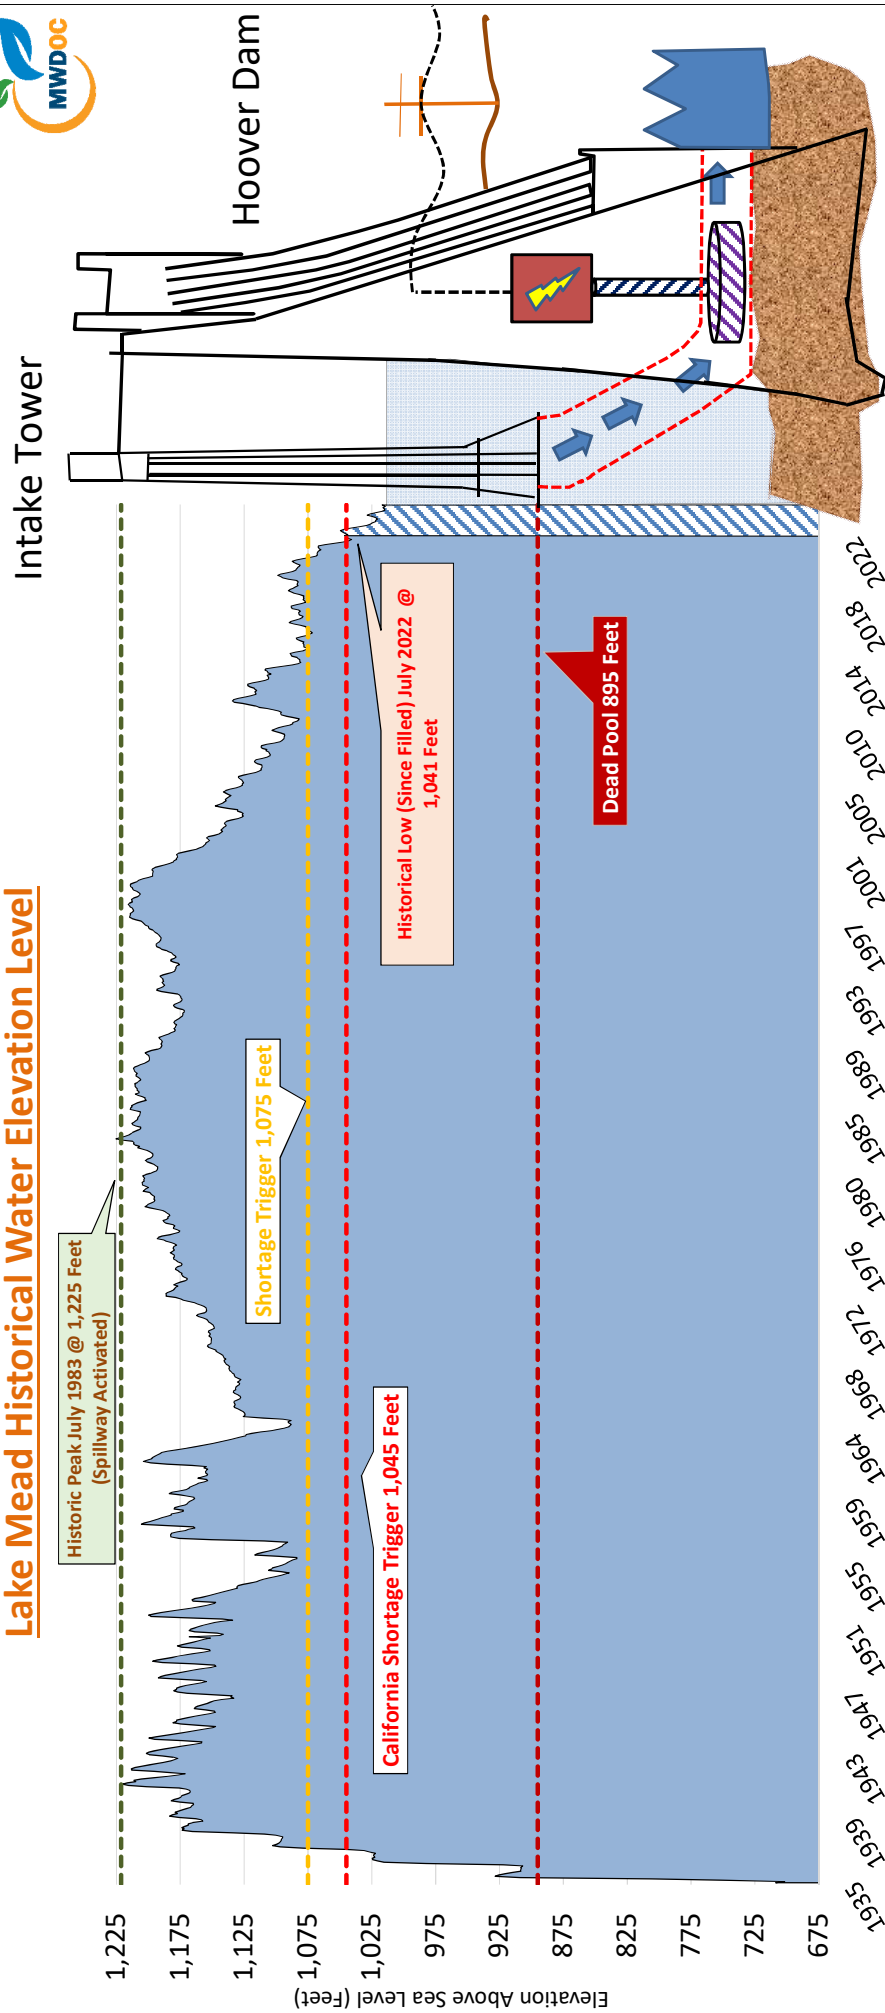 Lake Mead Historical Water Elevation Level
MWDOC
Intake Tower
Hoover Dam
Historic Peak July 1983 @ 1,225 Feet
(Spillway Activated)
Shortage Trigger 1,075 Feet
California Shortage Trigger 1,045 Feet
Historical Low (Since Filled) July 2022 @
1,041 Feet
Dead Pool 895 Feet
Elevation Above Sea Level (Feet)
1,225
1,175
1,125
1,075
1,025
975
925
875
825
775
725
675
1935
1939
1943
1947
1951
1955
1959
1964
1968
1972
1976
1980
1985
1989
1993
1997
2001
2005
2010
2014
2018
2022